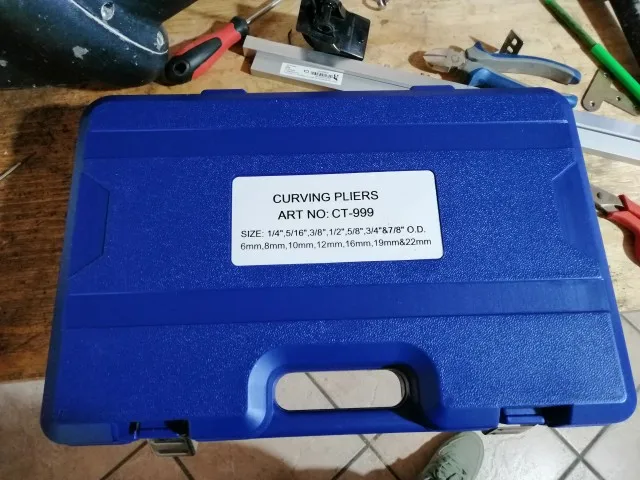 CURVING PLIERS
ART NO: CT-999
SIZE: 1/4",5/16",3/8",1/2",5/8",3/4"&7/8" O.D.
6mm,8mm,10mm,12mm,16mm,19mm&22mm